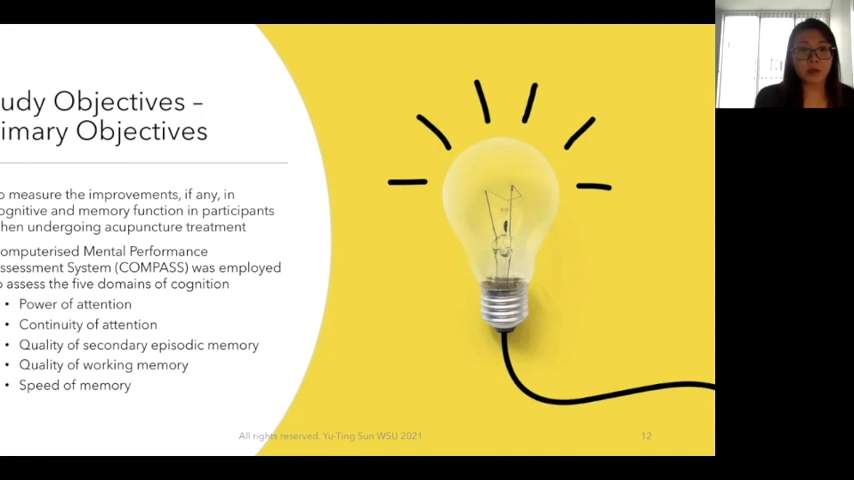 udy Objectives –
imary Objectives
o measure the improvements, if any, in
ognitive and memory function in participants
hen undergoing acupuncture treatment
omputerised Mental Performance
ssessment System (COMPASS) was employed
o assess the five domains of cognition
• Power of attention
• Continuity of attention
• Quality of secondary episodic memory
• Quality of working memory
• Speed of memory
All rights reserved. Yu-Ting Sun WSU 2021
12